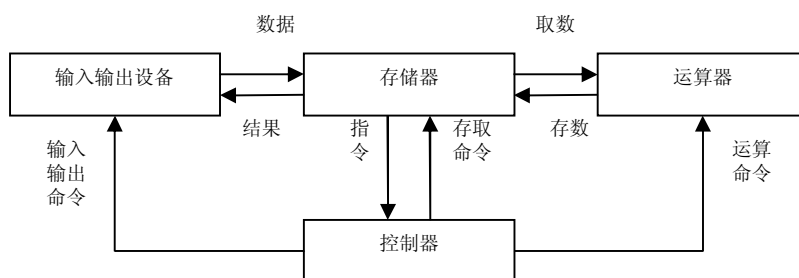 数据
取数
输入输出设备
存储器
运算器
结果
指
令
存取
命令
存数
输入
输出
命令
运算
命令
控制器